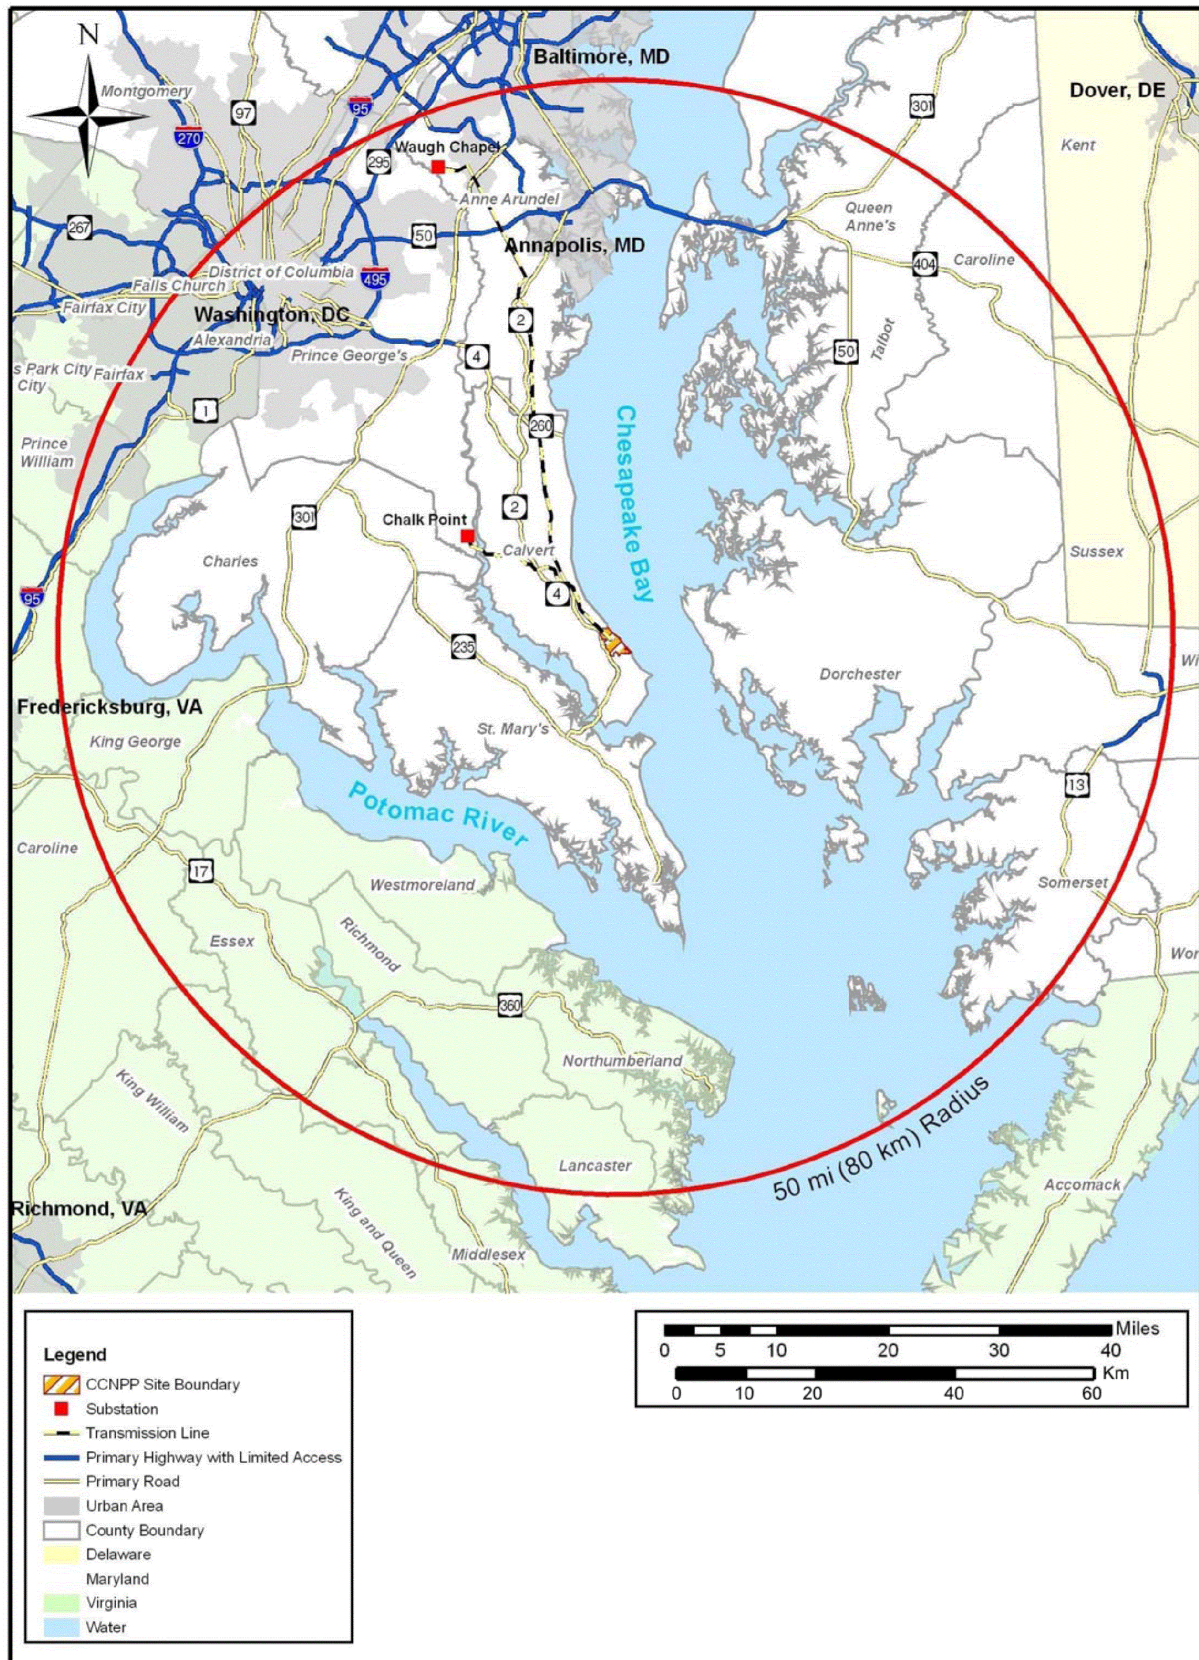 N
Baltimore, MD
Montgomery
97
95
301
Dover, DE
270
Kent
295
Waugh Chapel
Anne Arundel
Queen
Anne's
267
50
Annapolis, MD
404
Caroline
District of Columbia
Falls Church
495
Fairfax City
Washington, DC
2
Alexandria
Prince George's
4
50
Talbot
s Park City
City
Fairfax
1
260
Chesapeake Bay
Prince
William
301
2
Chalk Point
Calvert
Sussex
Charles
95
4
235
Wi
Dorchester
Fredericksburg, VA
King George
St. Mary's
13
Potomac River
Caroline
17
Westmoreland
Somerset
Essex
Richmond
Wor
360
Northumberland
King William
50 mi (80 km) Radius
Lancaster
Accomack
Richmond, VA
King and Queen
Middlesex
Legend
CCNPP Site Boundary
Substation
Transmission Line
Primary Highway with Limited Access
Primary Road
Urban Area
County Boundary
Delaware
Maryland
Virginia
Water
Miles
0 5 10 20 30 40
Km
0 10 20 40 60